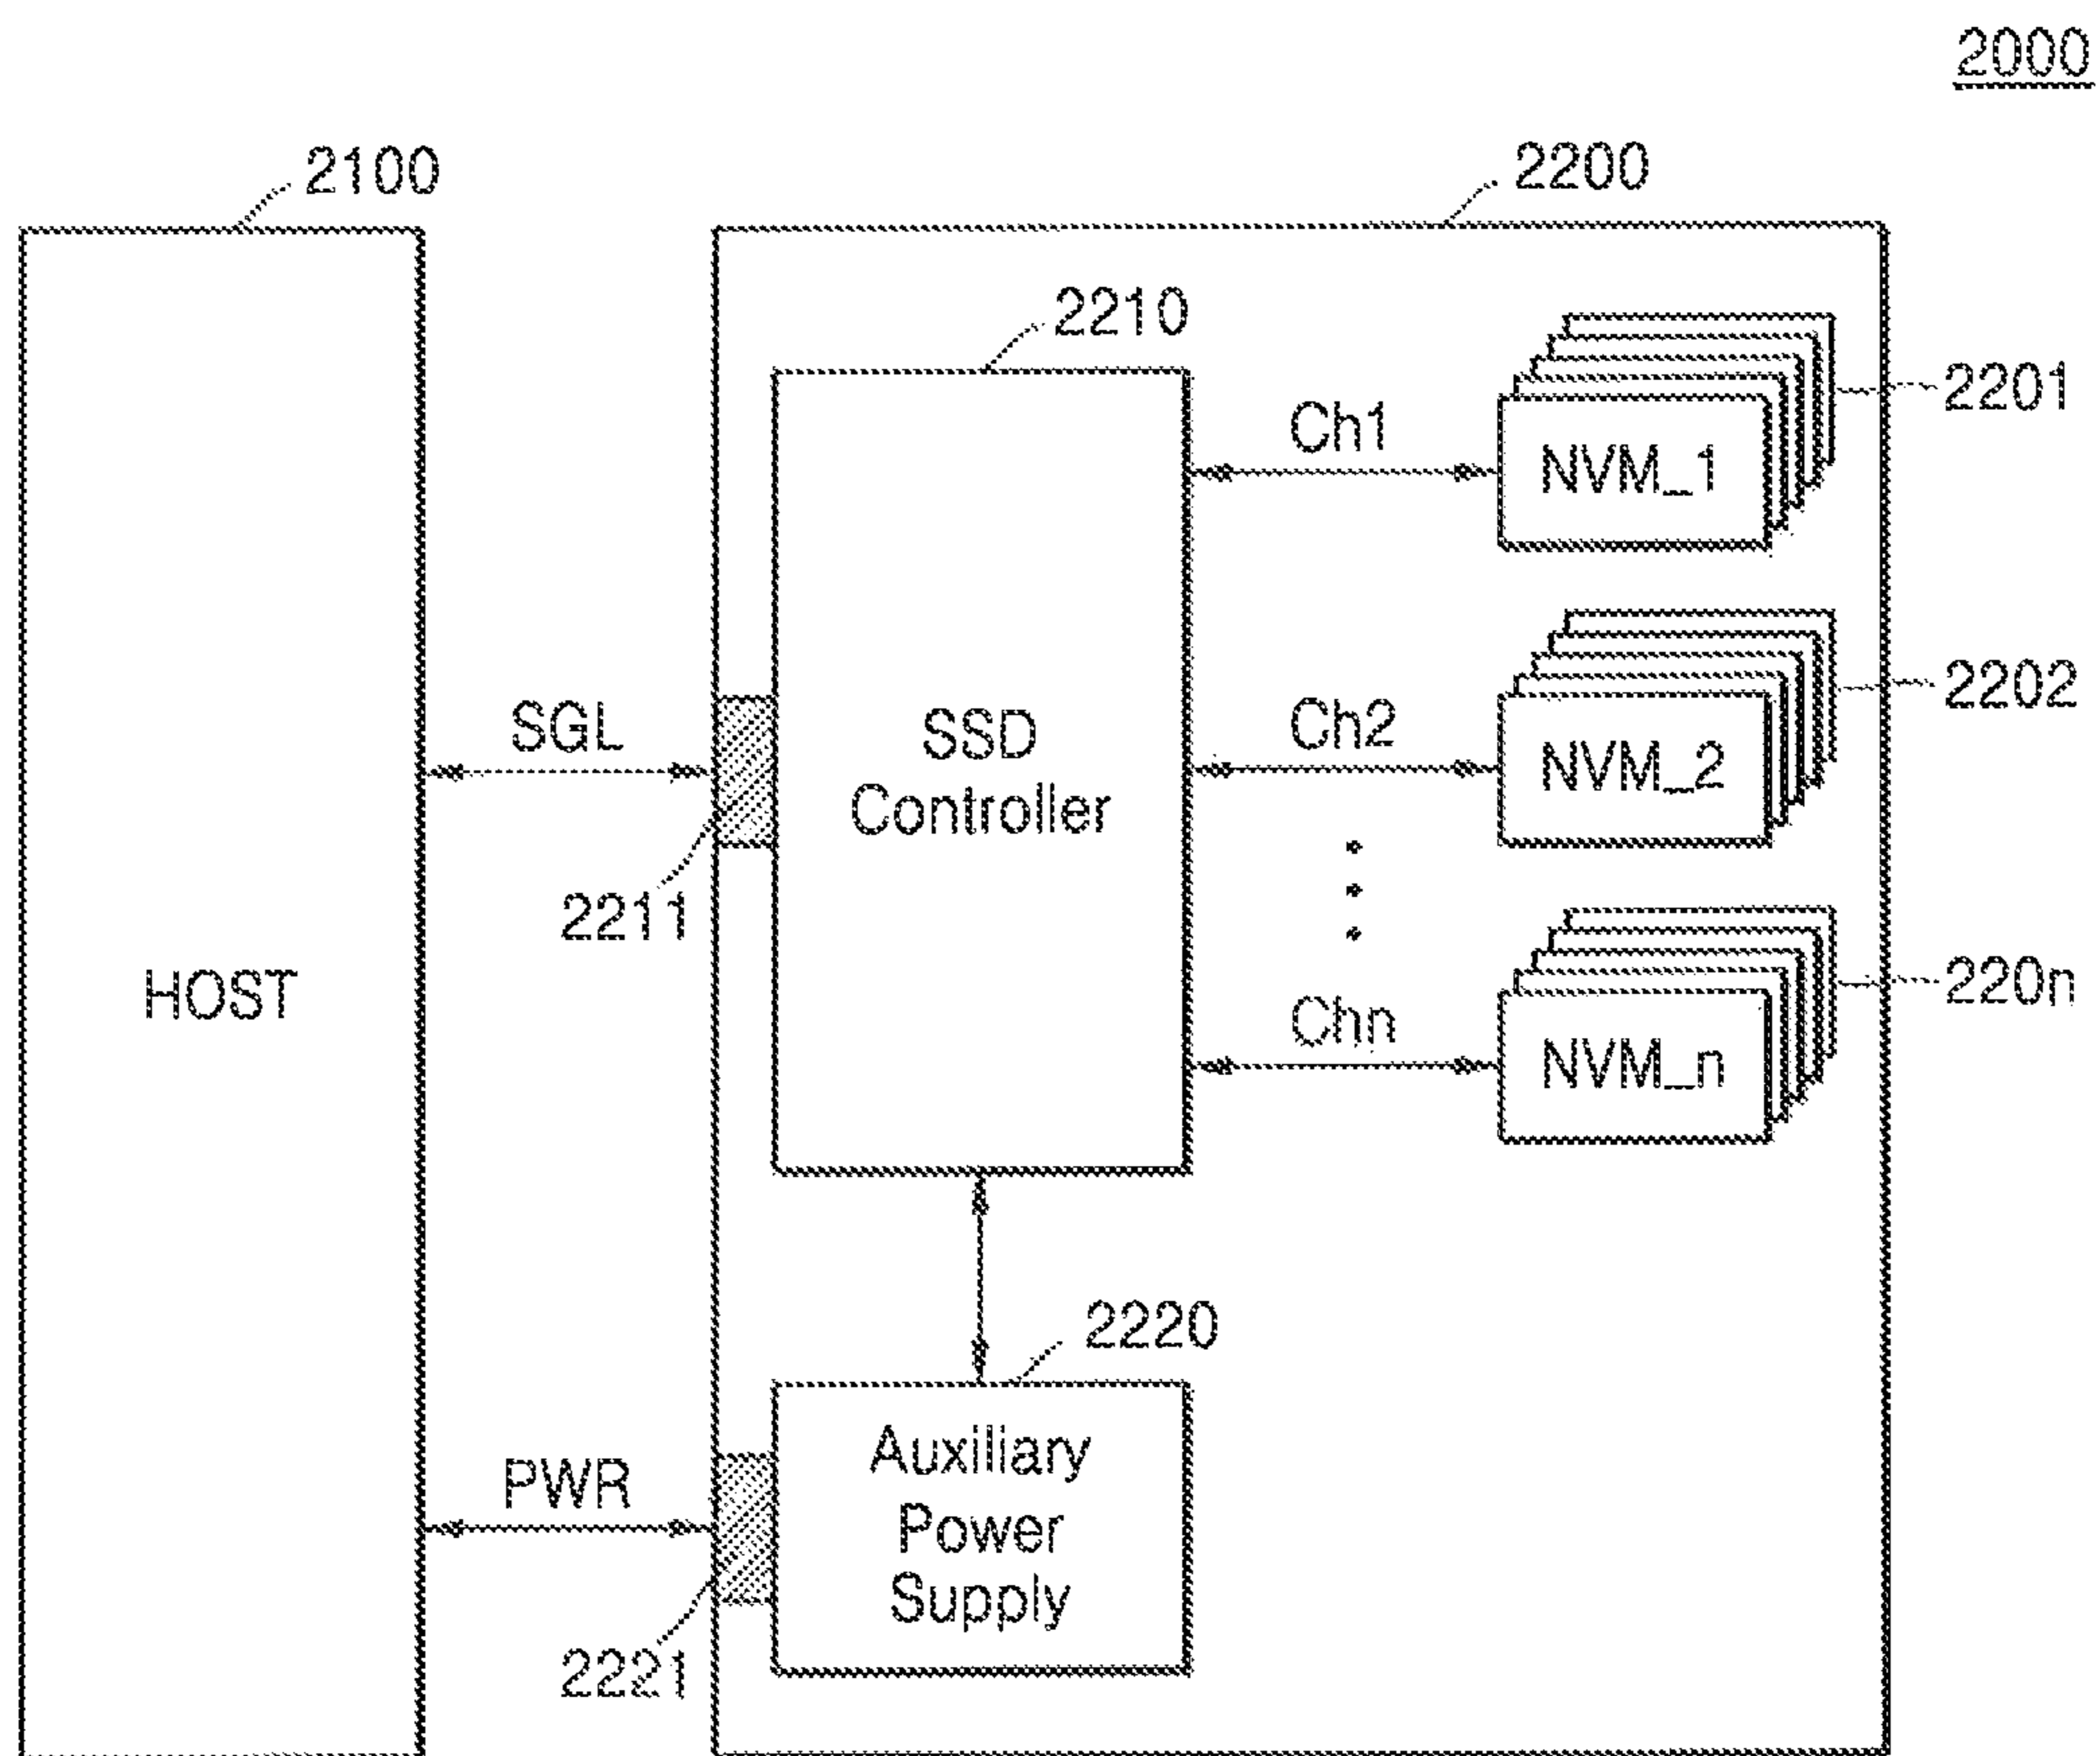 2000
2100
2200
2210
2201
Ch1
NVM_1
2202
SGL
SSD
Controller
Ch2
NVM_2
2211
HOST
220n
Chn
NVM_n
2220
PWR
Auxiliary
Power
Supply
2221